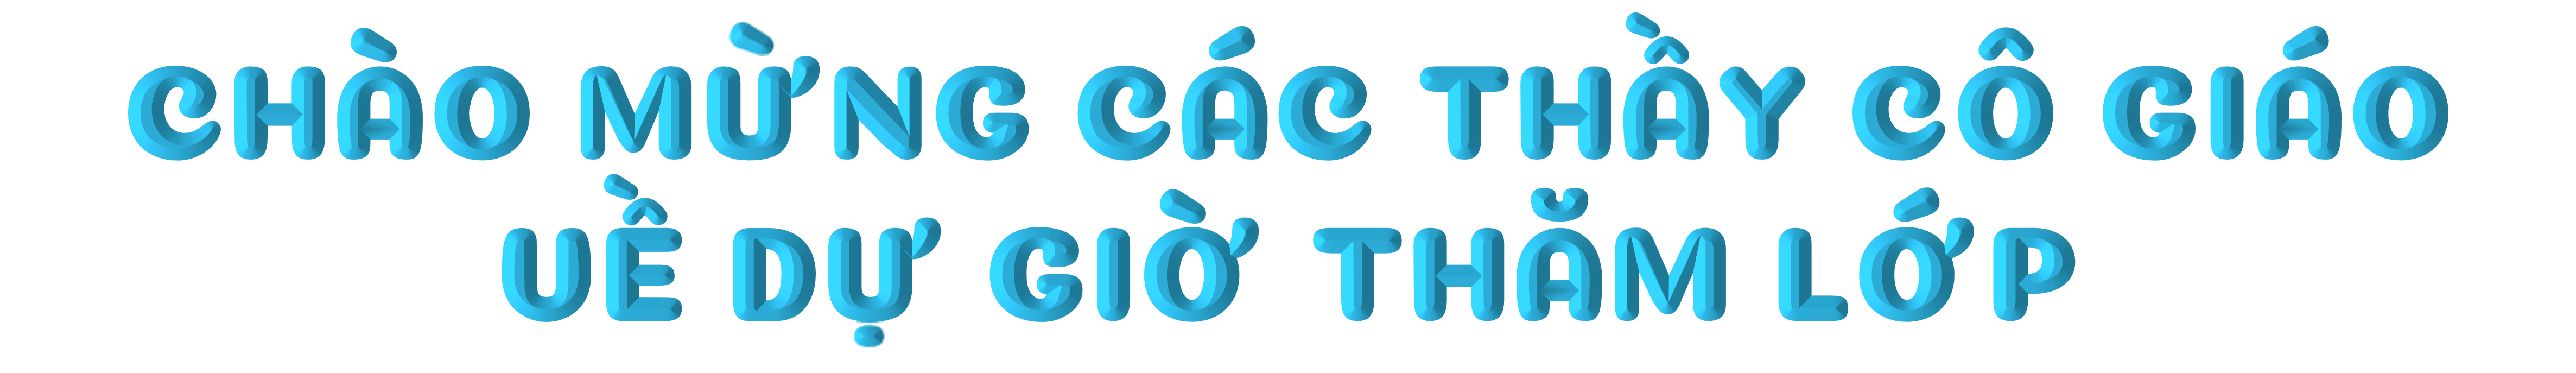 CHÀO MỪNG CÁC THẦY CÔ GIÁO
VỀ DỰ GIỜ THĂM LỚP